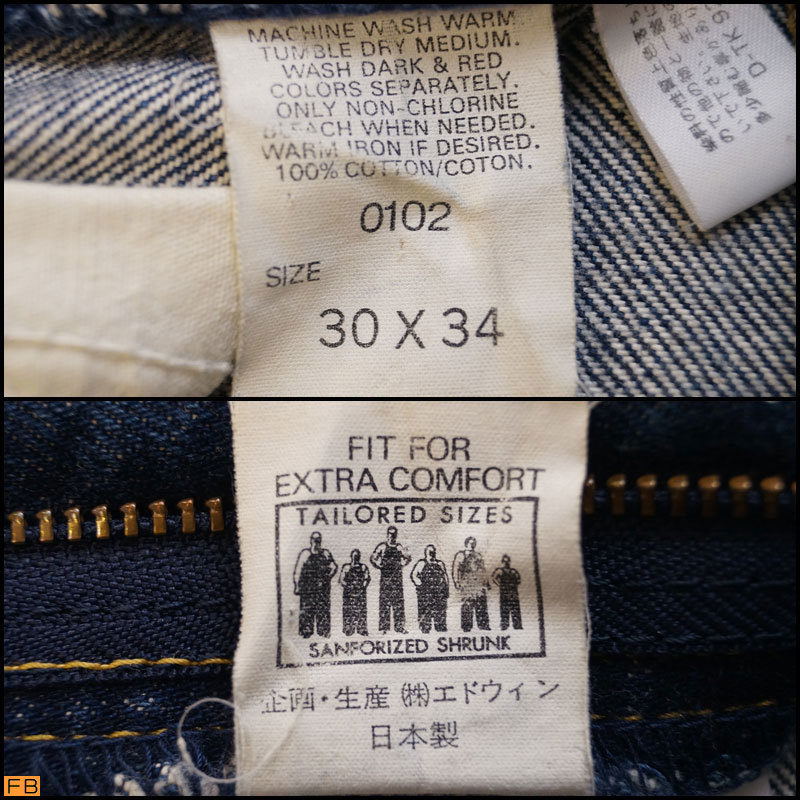 MACHINE WASH WARM
TUMBLE DRY MEDIUM.
WASH DARK & RED
COLORS SEPARATELY.
ONLY NON-CHLORINE
BLEACH WHEN NEEDED.
WARM IRON IF DESIRED.
100% COTTON/COTON.
0102
SIZE
30 X 34
D-TK 9
FIT FOR
EXTRA COMFORT
TAILORED SIZES
SANFORIZED SHRUNK
企画・生産 ㈱エドウィン
日本製
FB